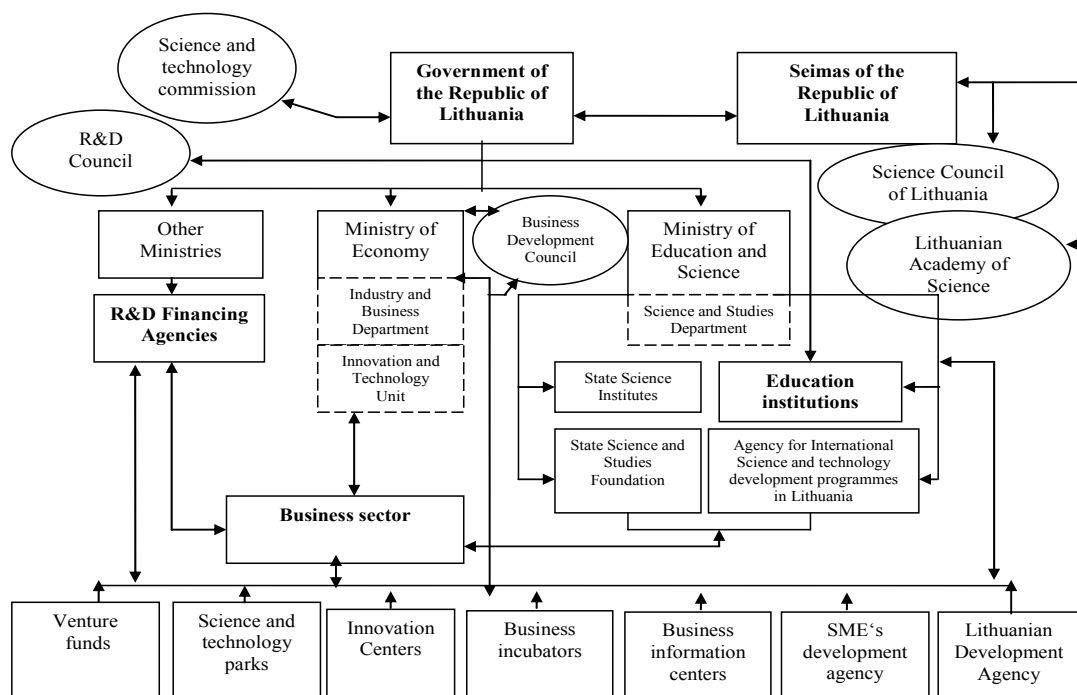 Science and
technology
commission
Government of
the Republic of
Lithuania
Seimas of the
Republic of
Lithuania
R&D
Council
Science Council
of Lithuania
Other
Ministries
Ministry of
Economy
Business
Development
Council
Ministry of
Education and
Science
Lithuanian
Academy of
Science
R&D Financing
Agencies
Industry and
Business
Department
Science and Studies
Department
Innovation and
Technology
Unit
State Science
Institutes
Education
institutions
State Science and
Studies
Foundation
Agency for International
Science and technology
development programmes
in Lithuania
Business sector
Venture
funds
Science and
technology
parks
Innovation
Centers
Business
incubators
Business
information
centers
SME‘s
development
agency
Lithuanian
Development
Agency